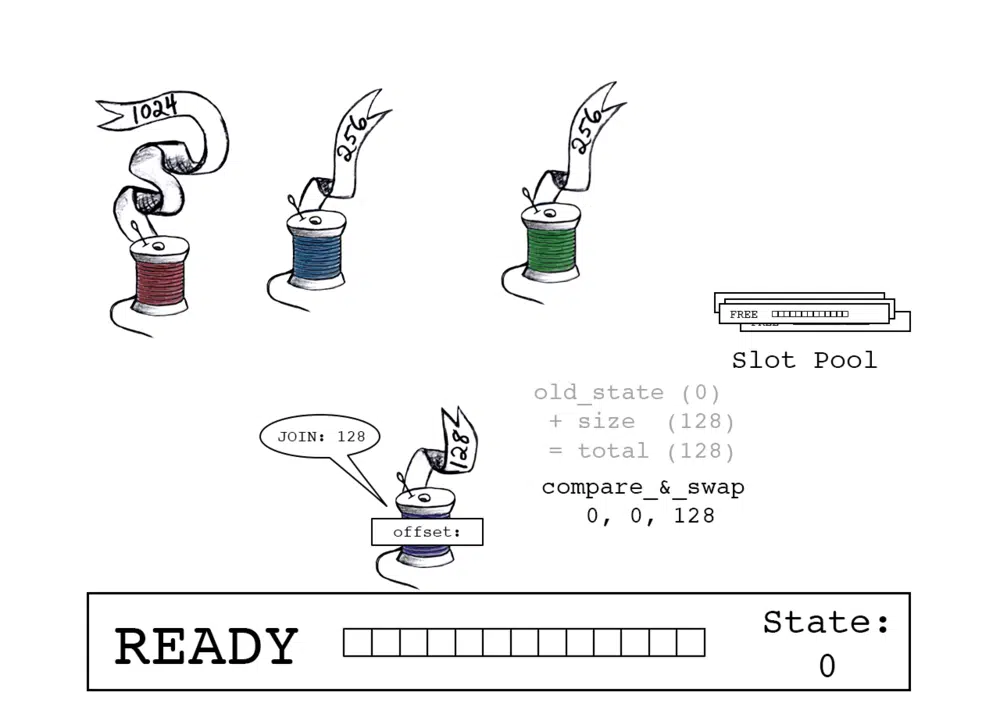 1024
256
256
FREE
FREE
Slot Pool
old_state (0)
+ size (128)
= total (128)
compare_&_swap
0, 0, 128
JOIN: 128
128
offset:
READY
State:
0